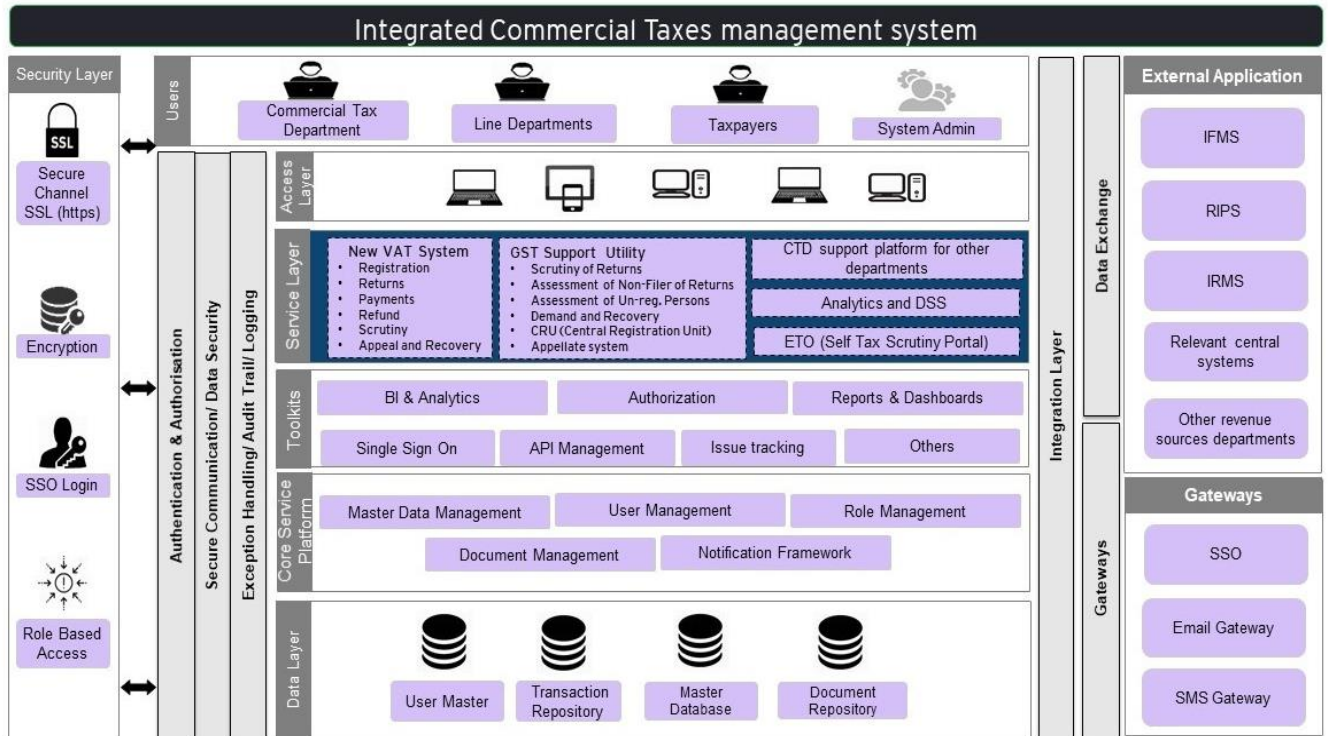 Integrated Commercial Taxes management system
Security Layer
SSL
Secure
Channel
SSL (https)
Encryption
SSO Login
Role Based
Access
Users
Commercial Tax
Department
Line Departments
Taxpayers
System Admin
Authentication & Authorisation
Secure Communication/ Data Security
Exception Handling/ Audit Trail/ Logging
Access
Layer
Service Layer
New VAT System
• Registration
• Returns
• Payments
• Refund
• Scrutiny
• Appeal and Recovery
GST Support Utility
• Scrutiny of Returns
• Assessment of Non-Filer of Returns
• Assessment of Un-reg. Persons
• Demand and Recovery
• CRU (Central Registration Unit)
• Appellate system
CTD support platform for other
departments
Analytics and DSS
ETO (Self Tax Scrutiny Portal)
Toolkits
BI & Analytics
Authorization
Reports & Dashboards
Single Sign On
API Management
Issue tracking
Others
Core Service
Platform
Master Data Management
User Management
Role Management
Document Management
Notification Framework
Data Layer
User Master
Transaction
Repository
Master
Database
Document
Repository
Integration Layer
Data Exchange
Gateways
External Application
IFMS
RIPS
IRMS
Relevant central
systems
Other revenue
sources departments
Gateways
SSO
Email Gateway
SMS Gateway